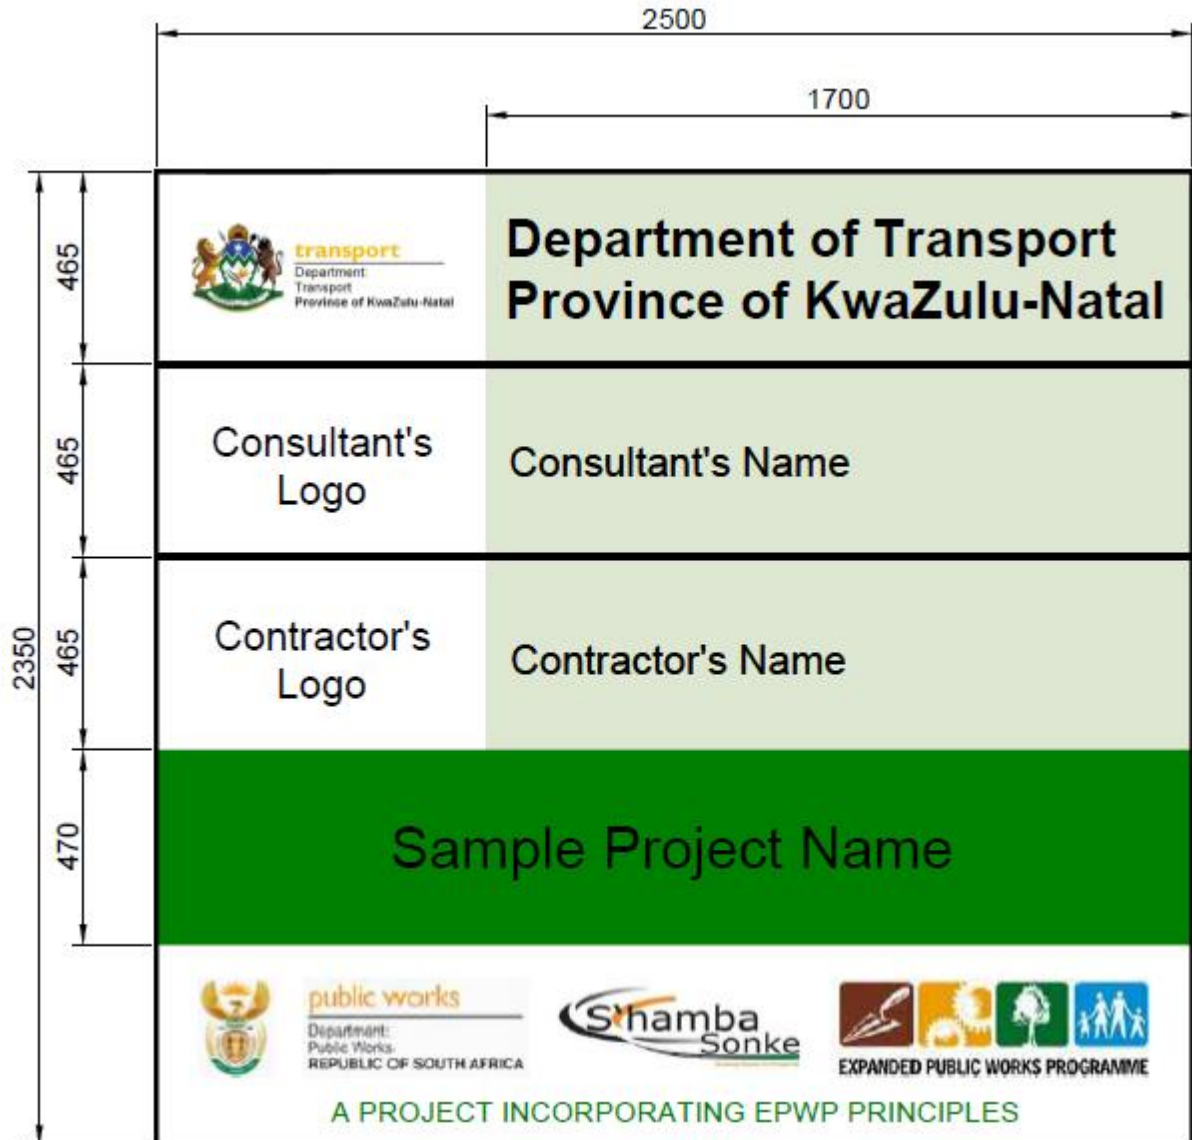 2500
1700
465
transport
Department:
Transport
Province of KwaZulu-Natal
Department of Transport
Province of KwaZulu-Natal
465
Consultant's
Logo
Consultant's Name
2350
465
Contractor's
Logo
Contractor's Name
470
Sample Project Name
public works
Department:
Public Works
REPUBLIC OF SOUTH AFRICA
S'hamba
Sonke
EXPANDED PUBLIC WORKS PROGRAMME
A PROJECT INCORPORATING EPWP PRINCIPLES